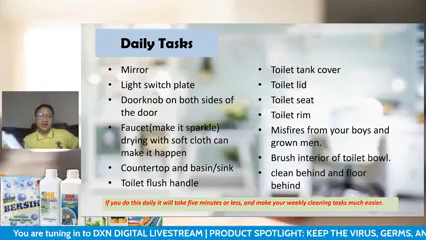 Daily Tasks
• Mirror
• Light switch plate
• Doorknob on both sides of
the door
• Faucet(make it sparkle)
drying with soft cloth can
make it happen
• Countertop and basin/sink
• Toilet flush handle
• Toilet tank cover
• Toilet lid
• Toilet seat
• Toilet rim
• Misfires from your boys and
grown men.
• Brush interior of toilet bowl.
• clean behind and floor
behind
If you do this daily it will take five minutes or less, and make your weekly cleaning tasks much easier.
BERSIH
You are tuning in to DXN DIGITAL LIVESTREAM | PRODUCT SPOTLIGHT: KEEP THE VIRUS, GERMS, AN